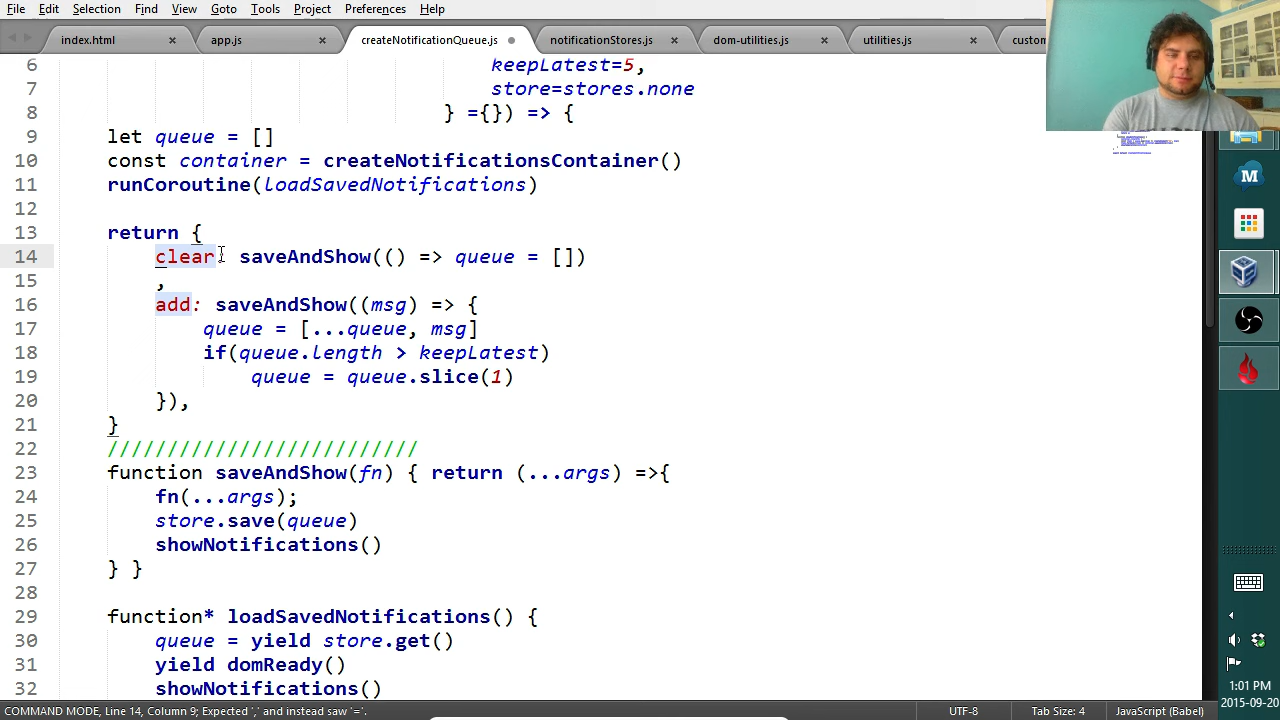 File Edit Selection Find View Goto Tools Project Preferences Help
index.html app.js createNotificationQueue.js notificationStores.js dom-utilities.js utilities.js custom
6 keepLatest=5,
7 store=stores.none
8 } ={}) => {
9 let queue = []
10 const container = createNotificationsContainer()
11 runCoroutine(loadSavedNotifications)
12
13 return {
14 clear: saveAndShow(() => queue = [])
15 ,
16 add: saveAndShow((msg) => {
17 queue = [...queue, msg]
18 if(queue.length > keepLatest)
19 queue = queue.slice(1)
20 }),
21 }
22 //////////////////////////
23 function saveAndShow(fn) { return (...args) =>{
24 fn(...args);
25 store.save(queue)
26 showNotifications()
27 } }
28
29 function* loadSavedNotifications() {
30 queue = yield store.get()
31 yield domReady()
32 showNotifications()
M
1:01 PM
2015-09-20
COMMAND MODE, Line 14, Column 9; Expected ',' and instead saw '='. UTF-8 Tab Size: 4 JavaScript (Babel)